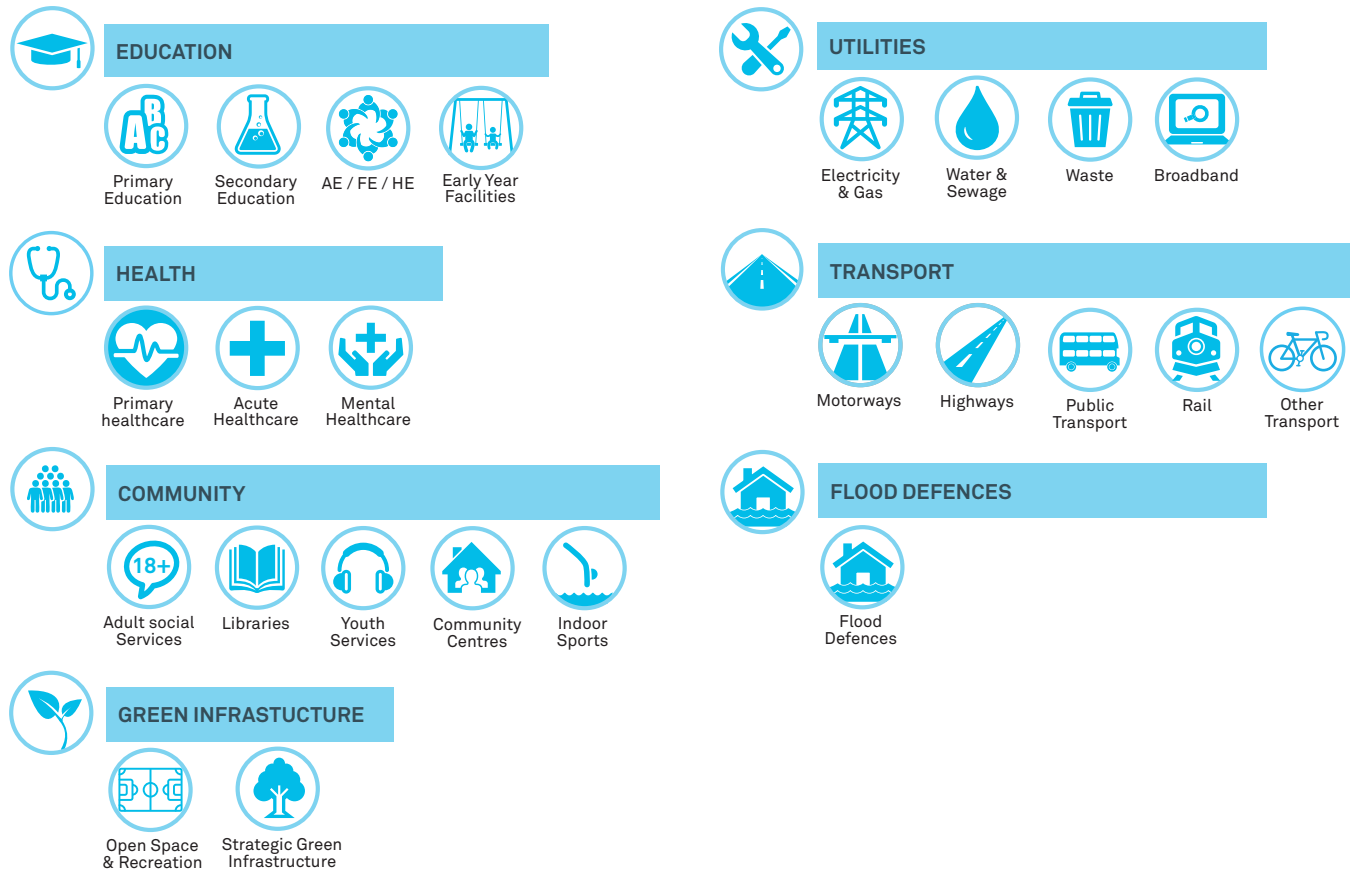 EDUCATION
Primary
Education
Secondary
Education
AE / FE / HE
Early Year
Facilities
HEALTH
Primary
healthcare
Acute
Healthcare
Mental
Healthcare
COMMUNITY
18+
Adult social
Services
Libraries
Youth
Services
Community
Centres
Indoor
Sports
GREEN INFRASTUCTURE
Open Space
& Recreation
Strategic Green
Infrastructure
UTILITIES
Electricity
& Gas
Water &
Sewage
Waste
Broadband
TRANSPORT
Motorways
Highways
Public
Transport
Rail
Other
Transport
FLOOD DEFENCES
Flood
Defences
ABC